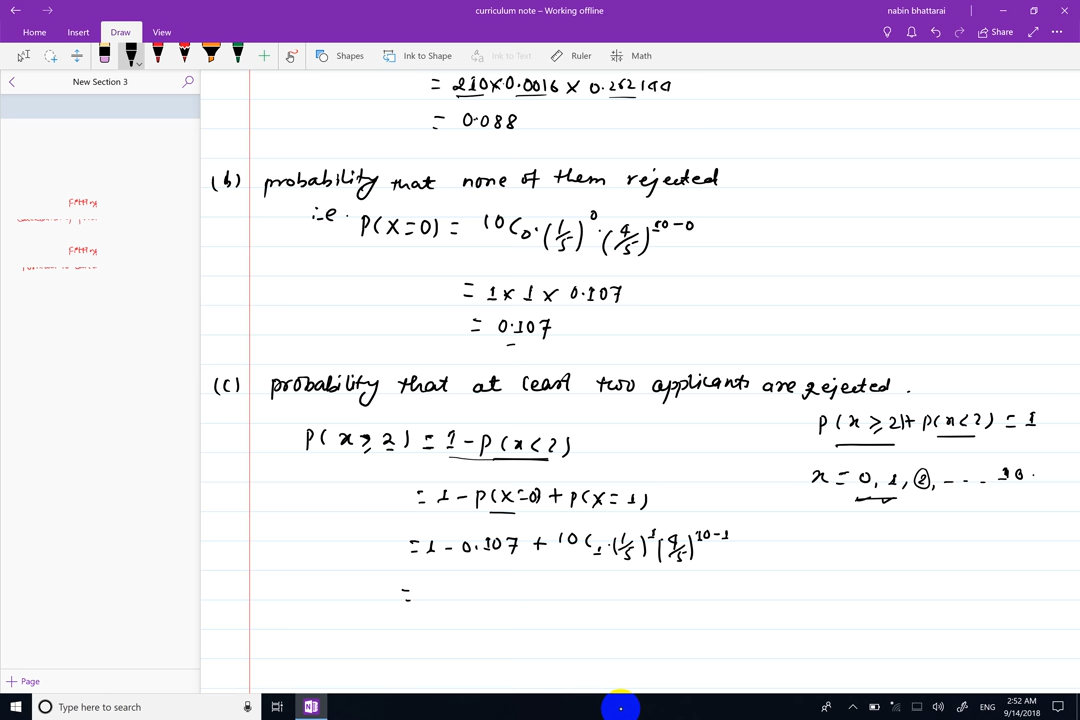 curriculum note – Working offline
nabin bhattarai
Home Insert Draw View
Share
Shapes Ink to Shape Ink to Text Ruler Math
New Section 3
= 210×0.0016 × 0.262144
= 0.088
(b) probability that none of them rejected
i.e. P(X=0) = 10C₀.(1/5)⁰.(4/5)¹⁰⁻⁰
= 1 × 1 × 0.107
= 0.107
(c) probability that at least two applicants are rejected.
P(x≥2)+P(x<2) = 1
P(x≥2) = 1-P(x<2)
x = 0, 1, 2, - - - 10.
= 1 - P(X=0) + P(X=1)
= 1 - 0.107 + 10C₁.(1/5)¹(4/5)¹⁰⁻¹
=
+ Page
Type here to search
ENG
2:52 AM
9/14/2018